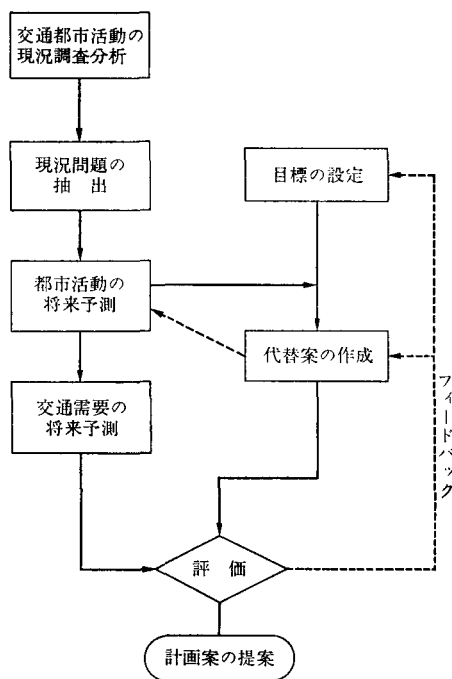 交通都市活動の
現況調査分析
現況問題の
抽 出
目標の設定
都市活動の
将来予測
代替案の作成
交通需要の
将来予測
フィードバック
評 価
計画案の提案